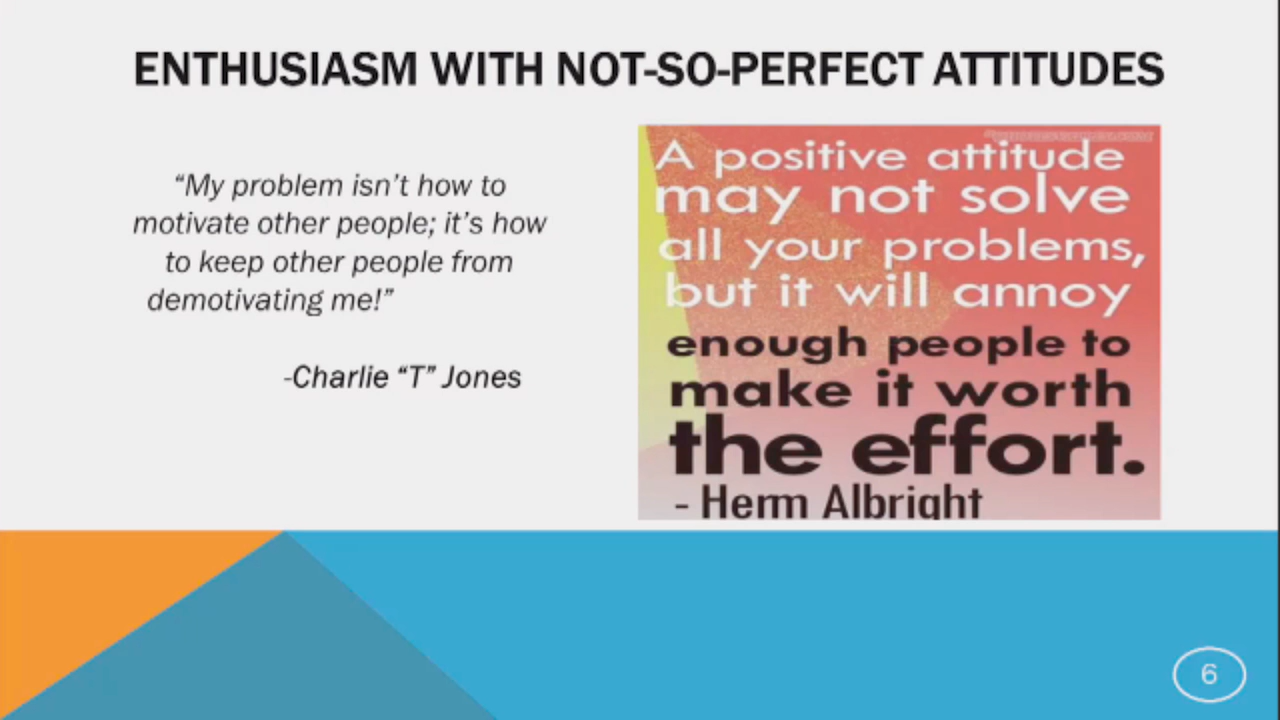 ENTHUSIASM WITH NOT-SO-PERFECT ATTITUDES
“My problem isn’t how to
motivate other people; it’s how
to keep other people from
demotivating me!”
-Charlie “T” Jones
A positive attitude
may not solve
all your problems,
but it will annoy
enough people to
make it worth
the effort.
- Herm Albright
6